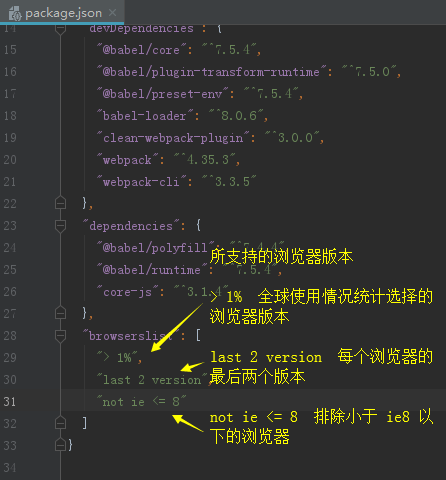 package.json ×
14 "devDependencies": {
15 "@babel/core": "^7.5.4",
16 "@babel/plugin-transform-runtime": "^7.5.0",
17 "@babel/preset-env": "^7.5.4",
18 "babel-loader": "^8.0.6",
19 "clean-webpack-plugin": "^3.0.0",
20 "webpack": "^4.35.3",
21 "webpack-cli": "^3.3.5"
22 },
23 "dependencies": {
24 "@babel/polyfill": "^7.4.4",
所支持的浏览器版本
25 "@babel/runtime": "^7.5.4",
26 "core-js": "^3.1.4"
> 1% 全球使用情况统计选择的
浏览器版本
27 },
28 "browserslist": [
29 "> 1%",
last 2 version 每个浏览器的
最后两个版本
30 "last 2 version",
31 "not ie <= 8"
not ie <= 8 排除小于 ie8 以
下的浏览器
32 ]
33 }
34